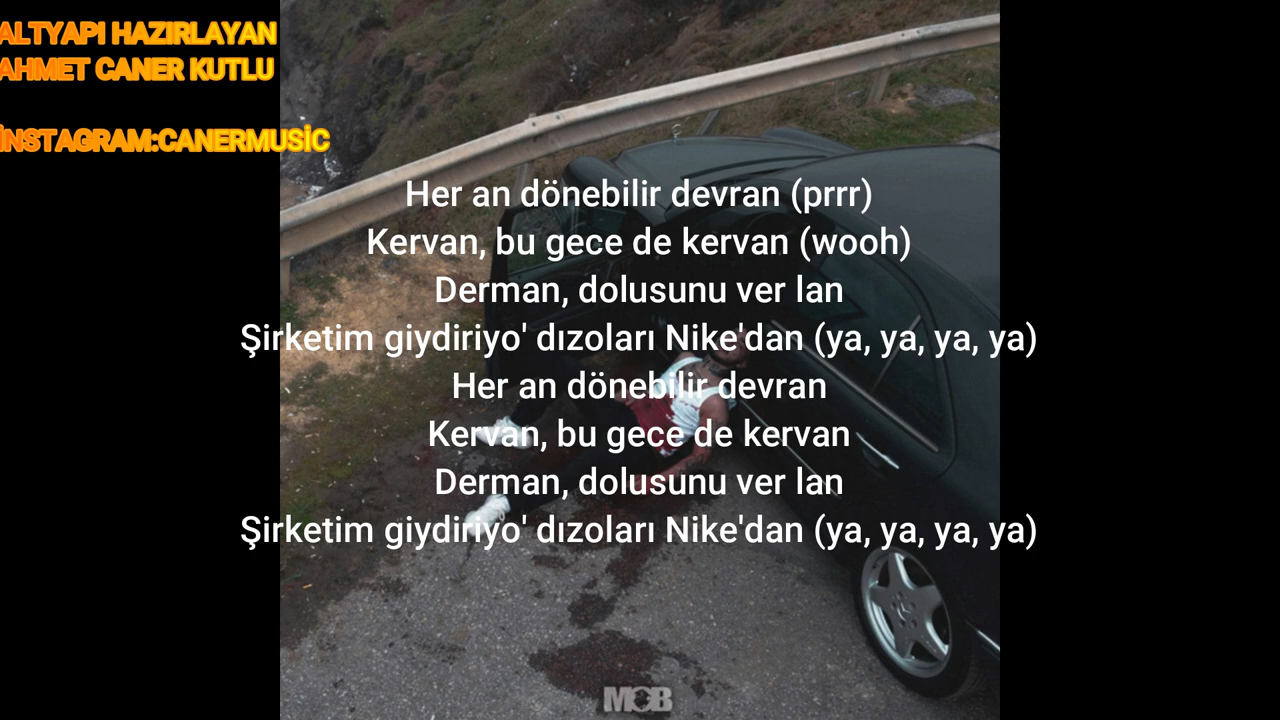 ALTYAPI HAZIRLAYAN
AHMET CANER KUTLU
İNSTAGRAM:CANERMUSİC
Her an dönebilir devran (prrr)
Kervan, bu gece de kervan (wooh)
Derman, dolusunu ver lan
Şirketim giydiriyo' dızoları Nike'dan (ya, ya, ya, ya)
Her an dönebilir devran
Kervan, bu gece de kervan
Derman, dolusunu ver lan
Şirketim giydiriyo' dızoları Nike'dan (ya, ya, ya, ya)
MOB